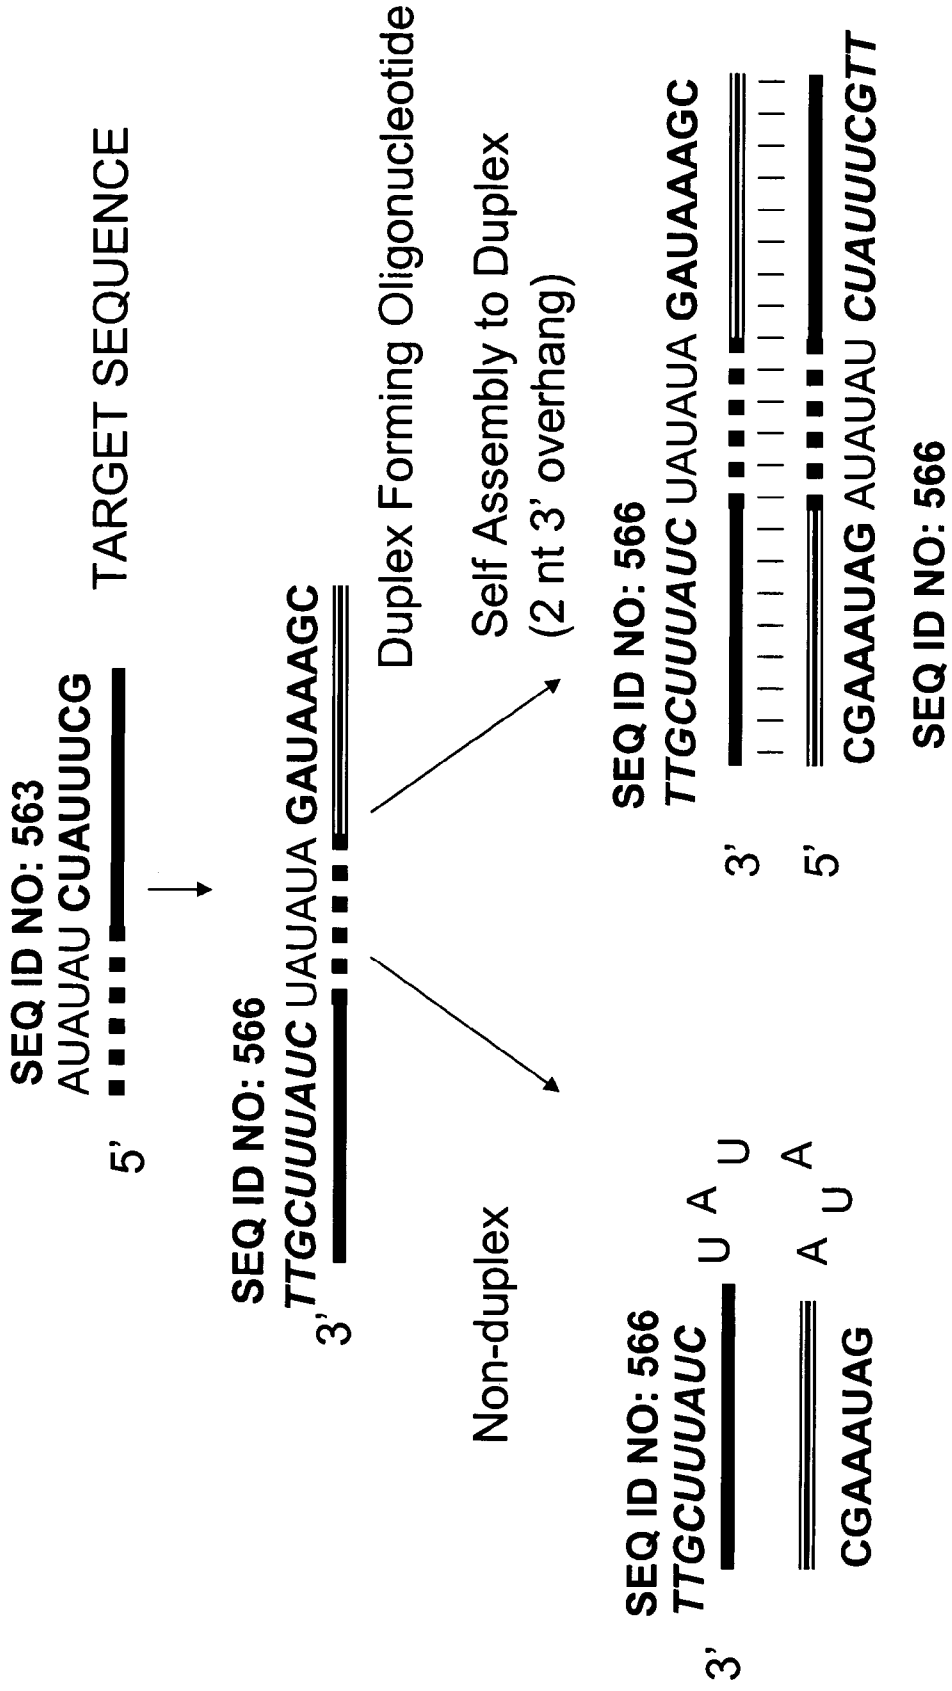 SEQ ID NO: 563
AUAUAU CUAUUUCG
5'
TARGET SEQUENCE
SEQ ID NO: 566
TTGCUUUAUC UAUAUA GAUAAAGC
3'
Duplex Forming Oligonucleotide
Non-duplex
Self Assembly to Duplex
(2 nt 3' overhang)
SEQ ID NO: 566
TTGCUUUAUC
3'
U A U
A U A
CGAAAUAG
SEQ ID NO: 566
TTGCUUUAUC UAUAUA GAUAAAGC
3'
5'
CGAAAUAG AUAUAU CUAUUUCGTT
SEQ ID NO: 566